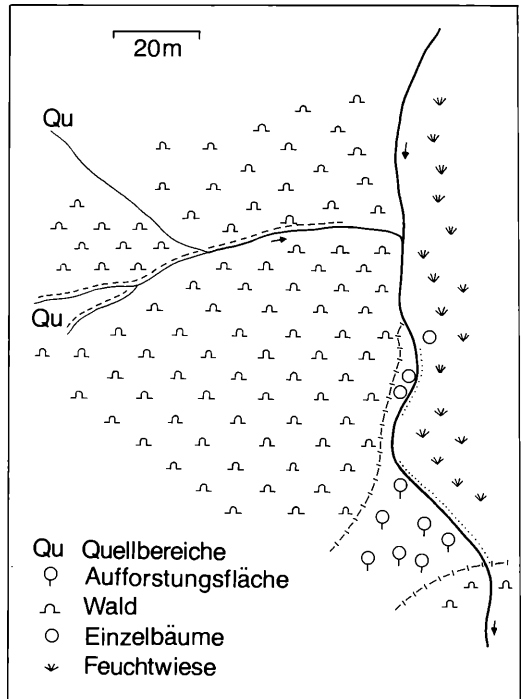 20m
Qu
Qu
Qu Quellbereiche
Aufforstungsfläche
Wald
Einzelbäume
Feuchtwiese